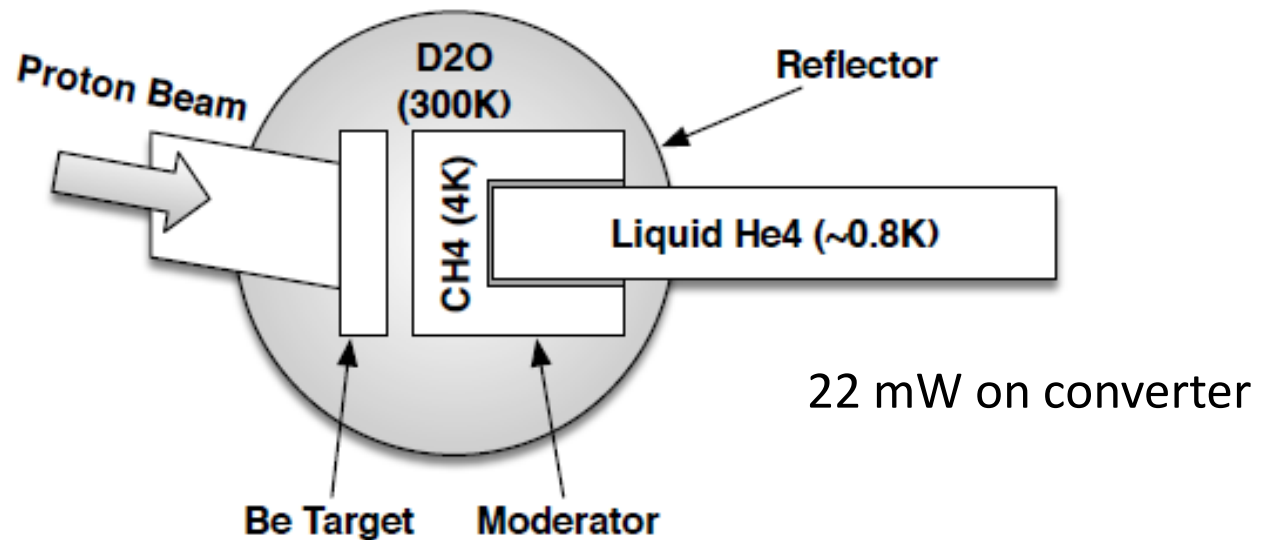 Proton Beam
D2O
(300K)
Reflector
CH4 (4K)
Liquid He4 (~0.8K)
22 mW on converter
Be Target
Moderator